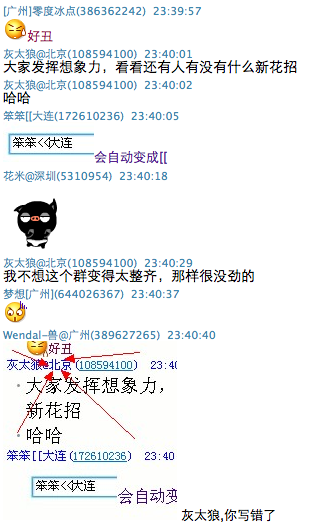 [广州]零度冰点(386362242) 23:39:57
好丑
灰太狼@北京(108594100) 23:40:01
大家发挥想象力，看看还有人有没有什么新花招
灰太狼@北京(108594100) 23:40:02
哈哈
笨笨[[大连(172610236) 23:40:05
笨笨<<大连
会自动变成[[
花米@深圳(5310954) 23:40:18
灰太狼@北京(108594100) 23:40:29
我不想这个群变得太整齐，那样很没劲的
梦想[广州](644026367) 23:40:37
Wendal-兽@广州(389627265) 23:40:40
好丑
灰太狼@北京(108594100) 23:40
大家发挥想象力，
新花招
哈哈
笨笨[[大连(172610236) 23:40
笨笨<<大连
会自动变
灰太狼,你写错了